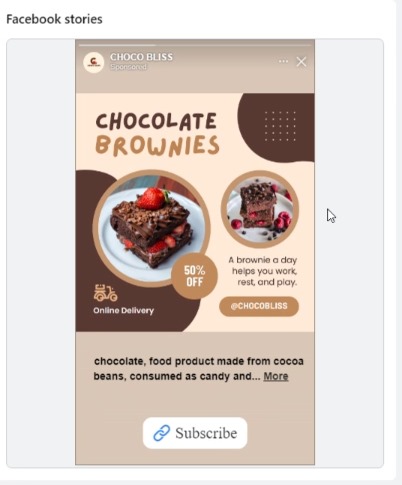 Facebook stories
CHOCO BLISS
Sponsored
CHOCOLATE
BROWNIES
50%
OFF
A brownie a day
helps you work,
rest, and play.
@CHOCOBLISS
Online Delivery
chocolate, food product made from cocoa
beans, consumed as candy and... More
Subscribe